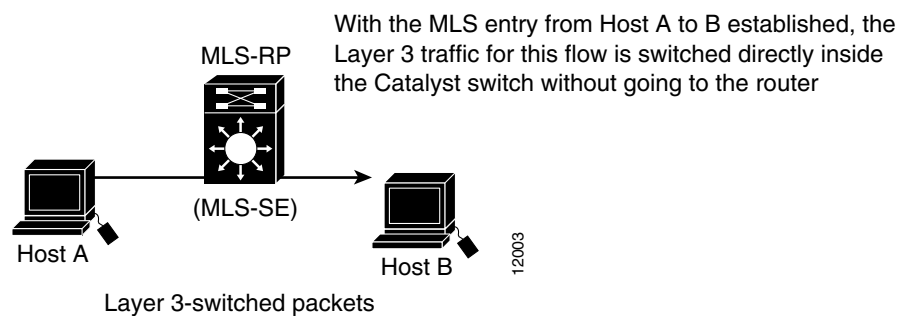 With the MLS entry from Host A to B established, the
Layer 3 traffic for this flow is switched directly inside
the Catalyst switch without going to the router
MLS-RP
(MLS-SE)
Host A
Host B
12003
Layer 3-switched packets